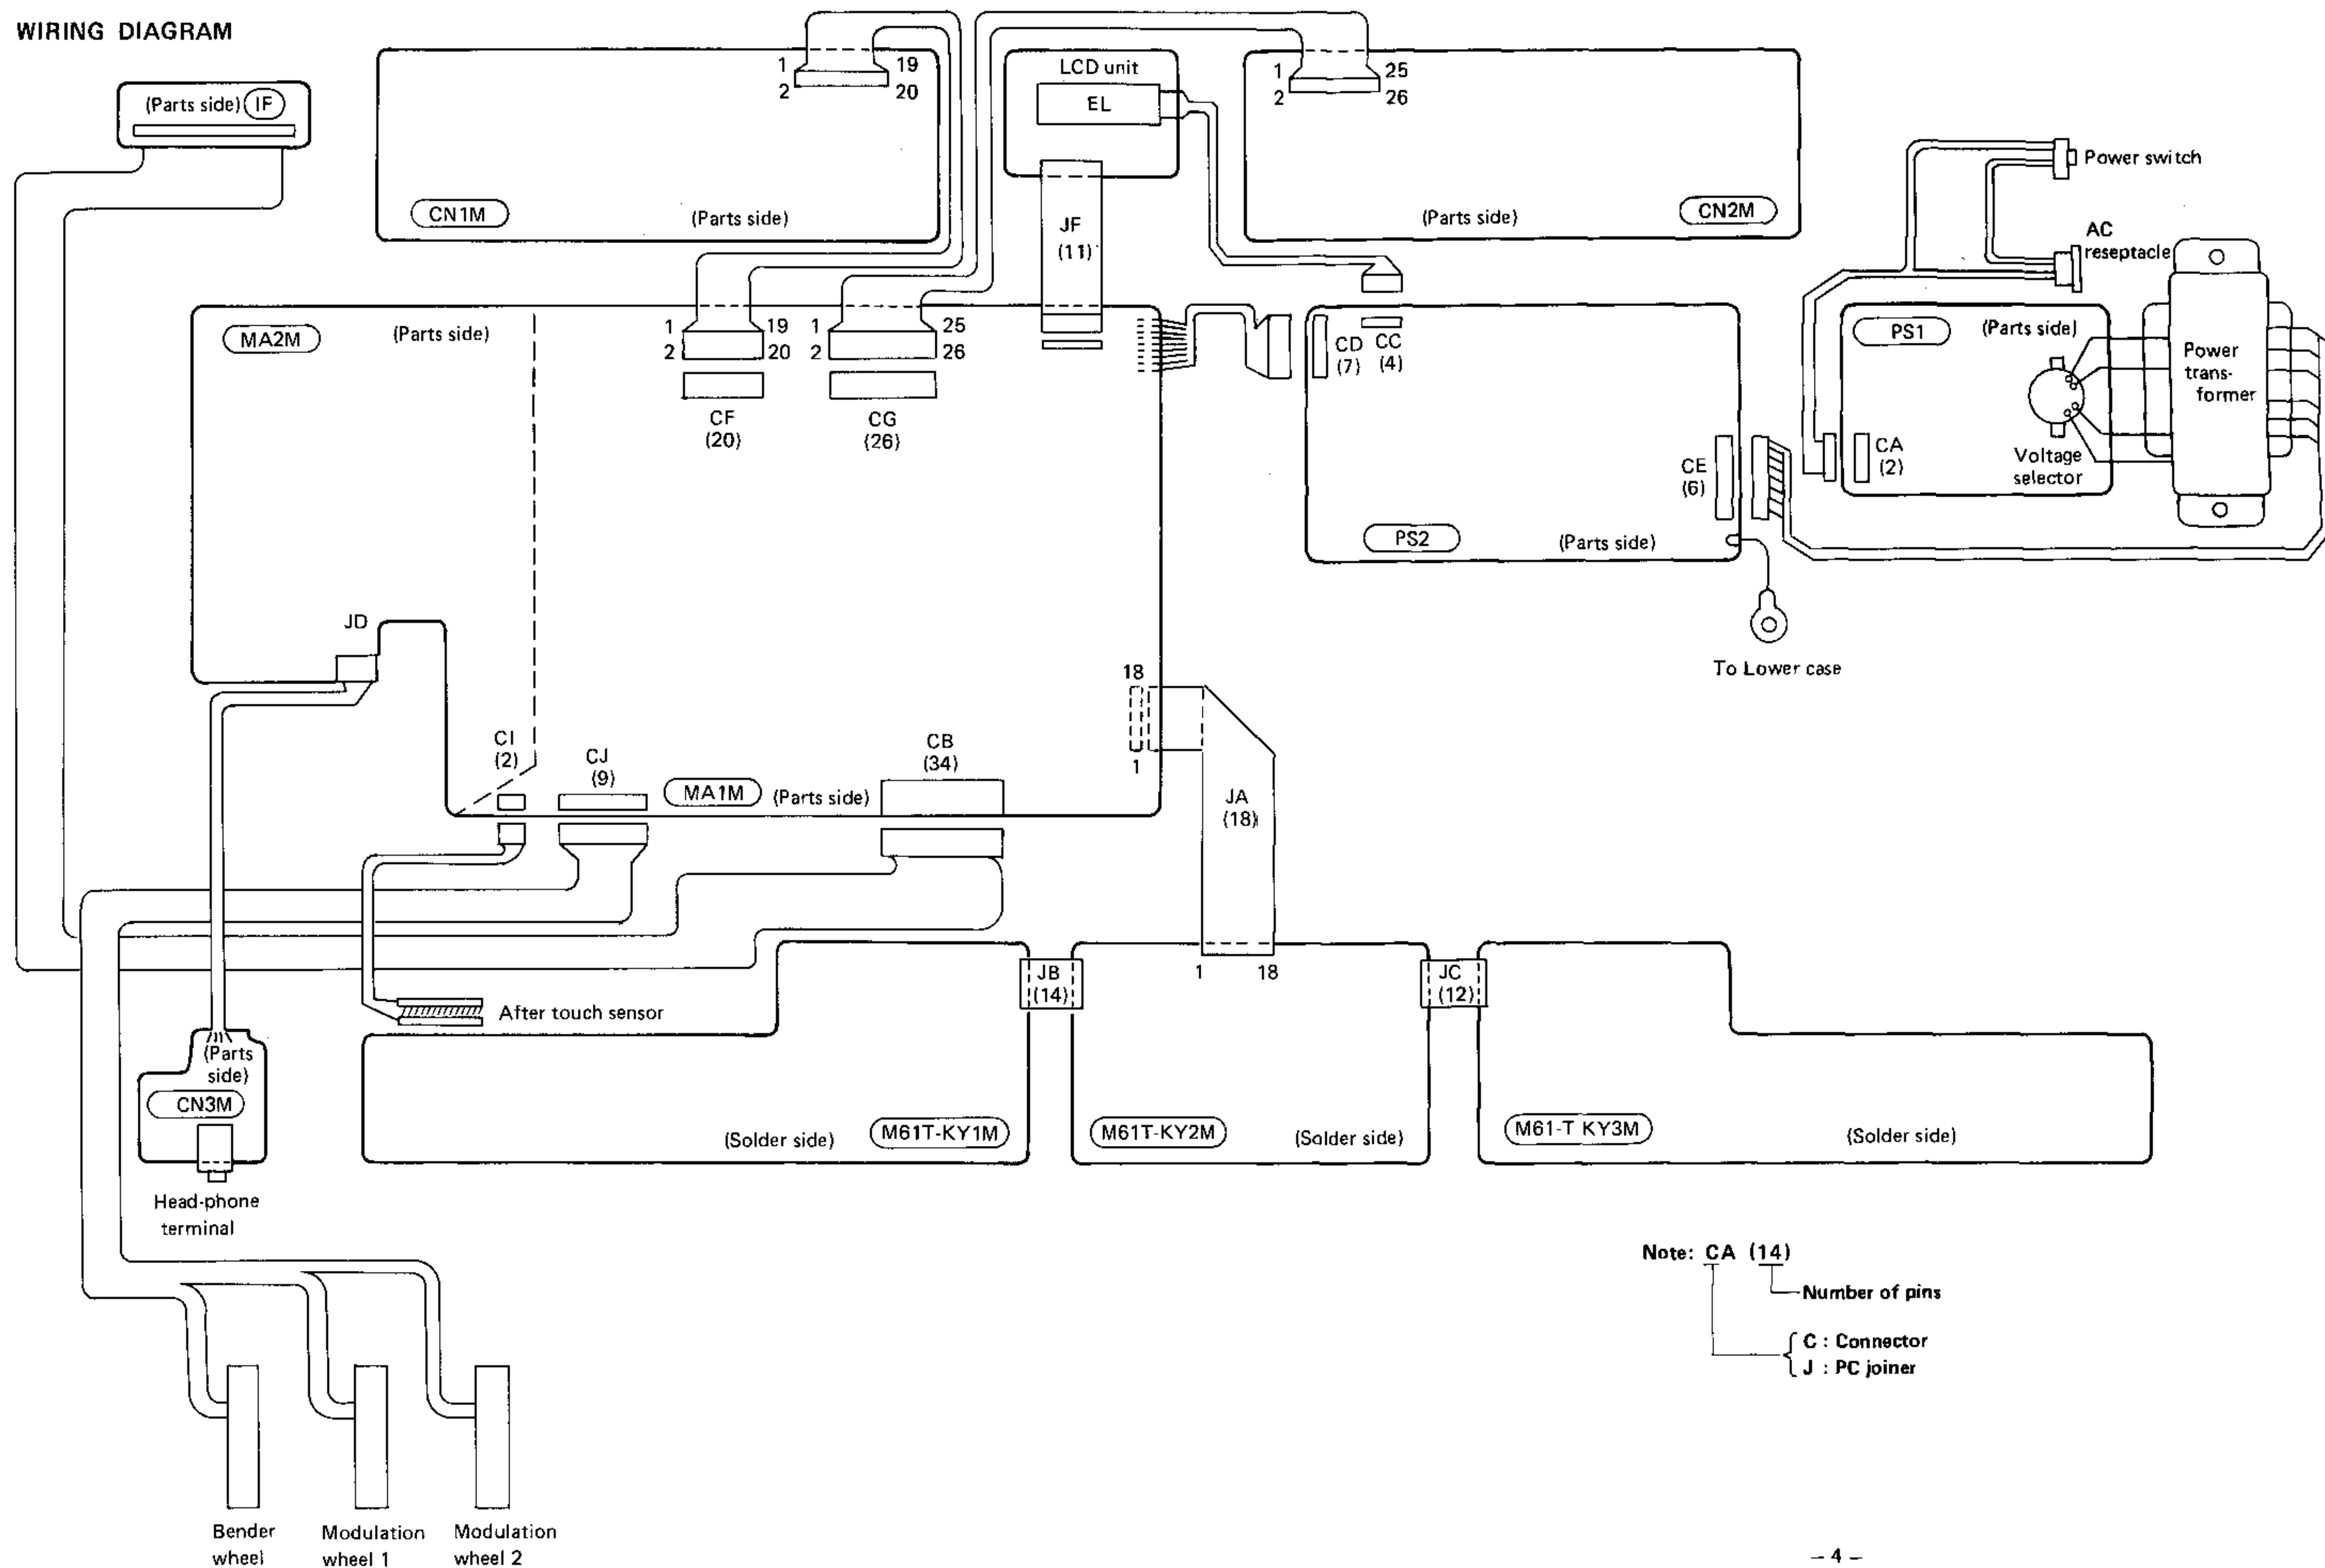 WIRING DIAGRAM
(Parts side) IF
1 19
2 20
CN1M (Parts side)
LCD unit
EL
JF
(11)
1 25
2 26
(Parts side) CN2M
Power switch
AC
reseptacle
MA2M (Parts side)
1 19
2 20
1 25
2 26
CF
(20)
CG
(26)
CD
(7)
CC
(4)
CE
(6)
PS2 (Parts side)
PS1 (Parts side)
CA
(2)
Voltage
selector
Power
trans-
former
To Lower case
JD
CI
(2)
CJ
(9)
MA1M (Parts side)
CB
(34)
18
1
JA
(18)
1 18
JB
(14)
JC
(12)
After touch sensor
(Parts
side)
CN3M
Head-phone
terminal
(Solder side) M61T-KY1M
M61T-KY2M (Solder side)
M61-T KY3M (Solder side)
Note: CA (14)
Number of pins
C : Connector
J : PC joiner
Bender
wheel
Modulation
wheel 1
Modulation
wheel 2
– 4 –